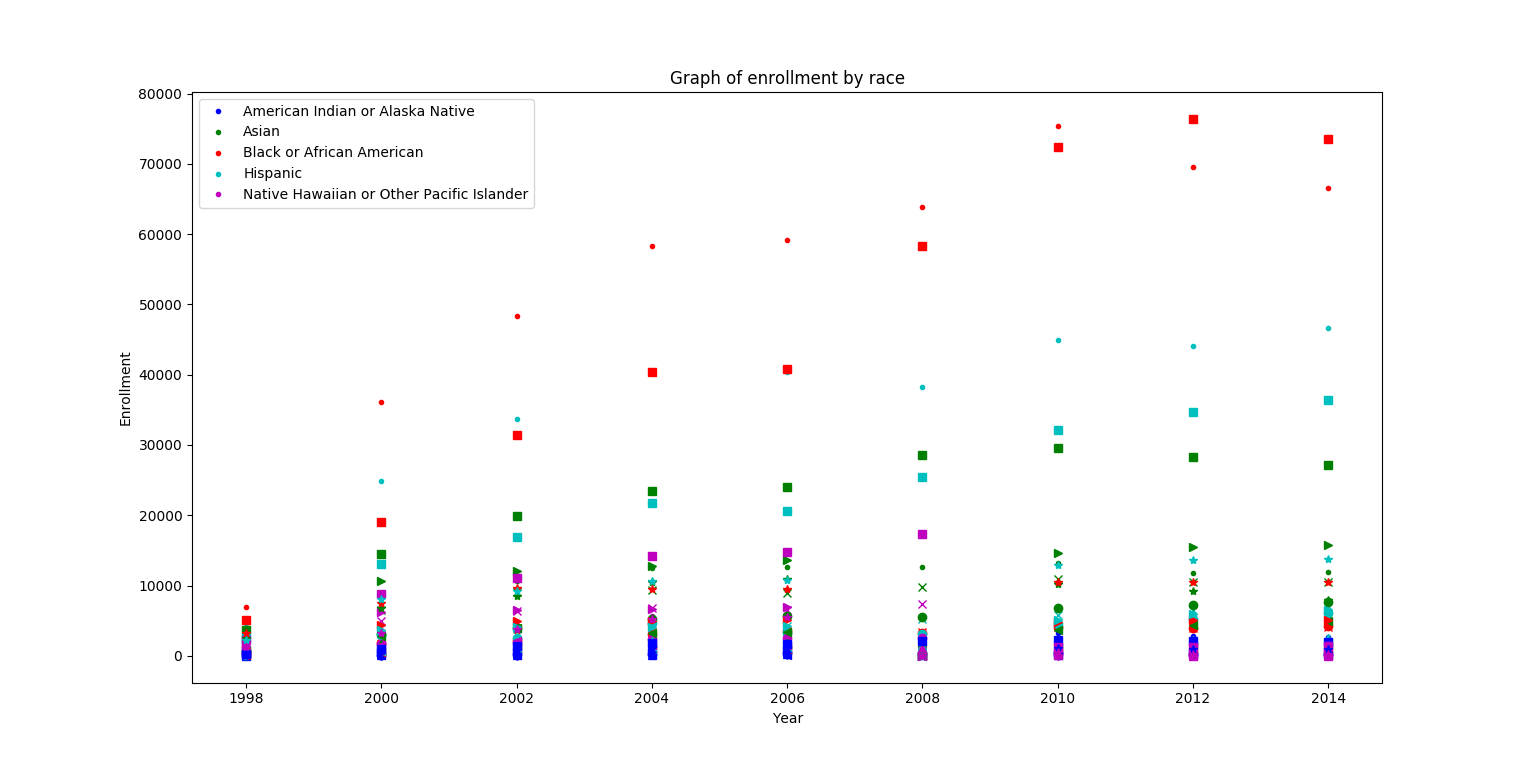 Graph of enrollment by race
80000
70000
60000
50000
40000
30000
20000
10000
0
Enrollment
American Indian or Alaska Native
Asian
Black or African American
Hispanic
Native Hawaiian or Other Pacific Islander
1998 2000 2002 2004 2006 2008 2010 2012 2014
Year